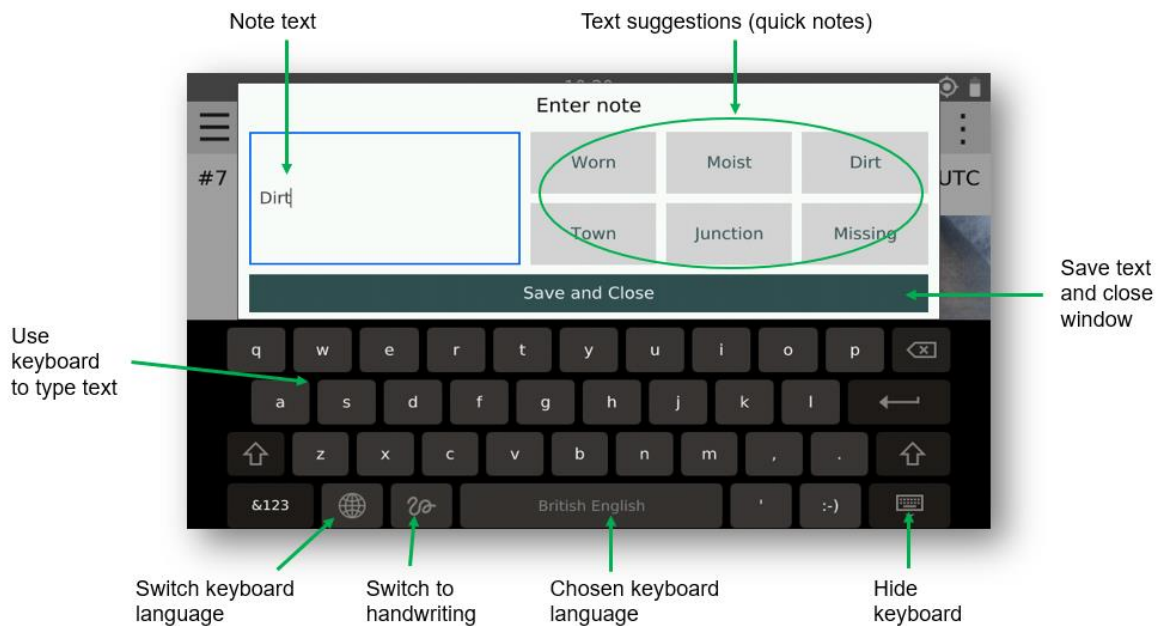 Note text
Text suggestions (quick notes)
Enter note
#7
UTC
Worn
Moist
Dirt
Dirt
Town
Junction
Missing
Save and Close
Save text
and close
window
Use
keyboard
to type text
q w e r t y u i o p
a s d f g h j k l
z x c v b n m , .
&123
British English
'
:-)
Switch keyboard
language
Switch to
handwriting
Chosen keyboard
language
Hide
keyboard